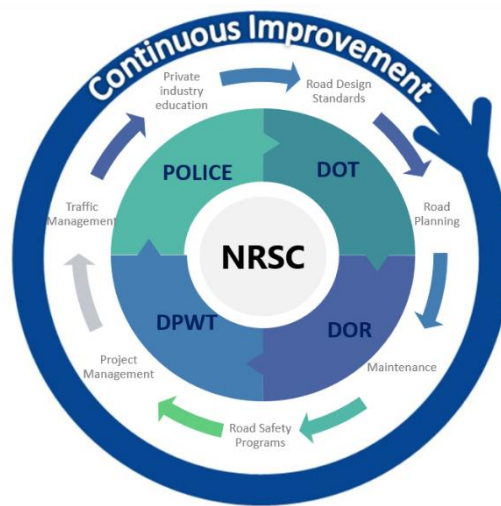 Continuous Improvement
Private
industry
education
Road Design
Standards
POLICE
DOT
Traffic
Management
Road
Planning
NRSC
DPWT
DOR
Project
Management
Maintenance
Road Safety
Programs